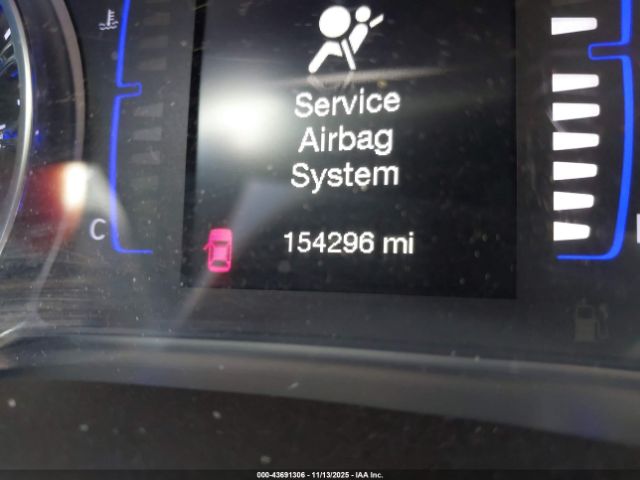 Service
Airbag
System
154296 mi
C
000-43691306 - 11/13/2025 - IAA Inc.